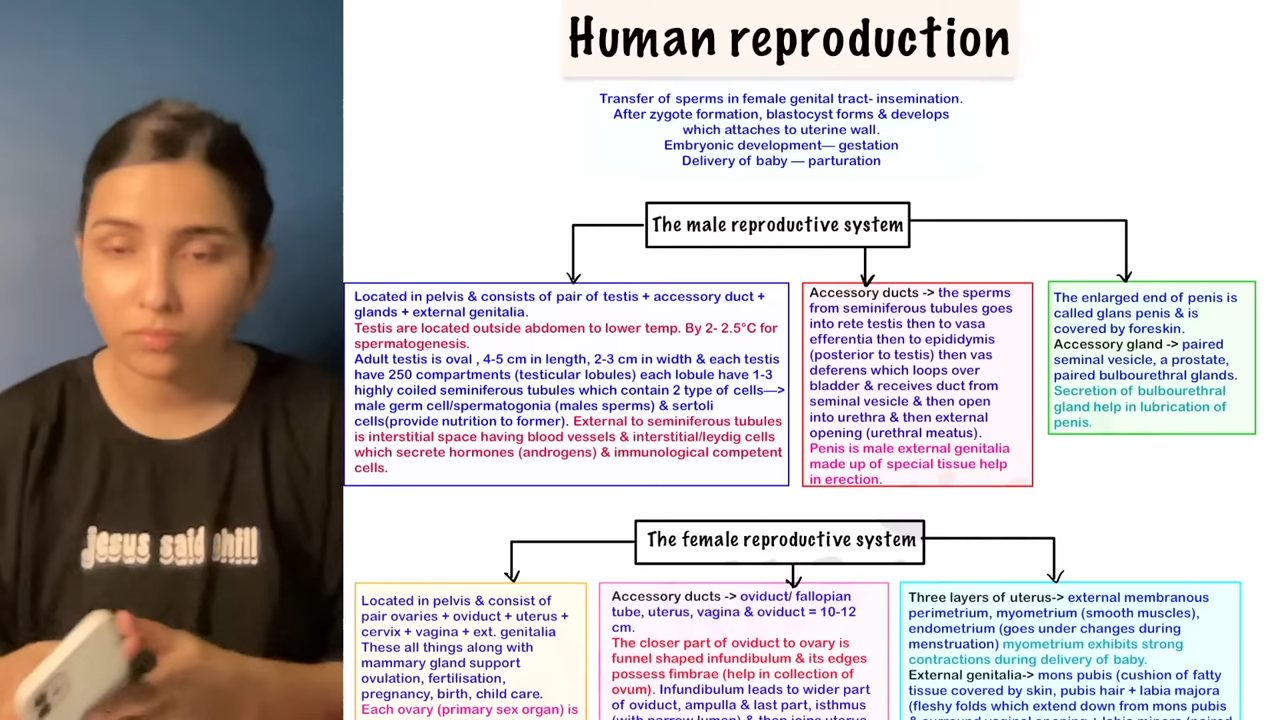 Human reproduction
Transfer of sperms in female genital tract- insemination.
After zygote formation, blastocyst forms & develops
which attaches to uterine wall.
Embryonic development— gestation
Delivery of baby — parturation
The male reproductive system
Located in pelvis & consists of pair of testis + accessory duct +
glands + external genitalia.
Testis are located outside abdomen to lower temp. By 2- 2.5°C for
spermatogenesis.
Adult testis is oval , 4-5 cm in length, 2-3 cm in width & each testis
have 250 compartments (testicular lobules) each lobule have 1-3
highly coiled seminiferous tubules which contain 2 type of cells—>
male germ cell/spermatogonia (males sperms) & sertoli
cells(provide nutrition to former). External to seminiferous tubules
is interstitial space having blood vessels & interstitial/leydig cells
which secrete hormones (androgens) & immunological competent
cells.
Accessory ducts -> the sperms
from seminiferous tubules goes
into rete testis then to vasa
efferentia then to epididymis
(posterior to testis) then vas
deferens which loops over
bladder & receives duct from
seminal vesicle & then open
into urethra & then external
opening (urethral meatus).
Penis is male external genitalia
made up of special tissue help
in erection.
The enlarged end of penis is
called glans penis & is
covered by foreskin.
Accessory gland -> paired
seminal vesicle, a prostate,
paired bulbourethral glands.
Secretion of bulbourethral
gland help in lubrication of
penis.
The female reproductive system
Located in pelvis & consist of
pair ovaries + oviduct + uterus +
cervix + vagina + ext. genitalia
These all things along with
mammary gland support
ovulation, fertilisation,
pregnancy, birth, child care.
Each ovary (primary sex organ) is
Accessory ducts -> oviduct/ fallopian
tube, uterus, vagina & oviduct = 10-12
cm.
The closer part of oviduct to ovary is
funnel shaped infundibulum & its edges
possess fimbrae (help in collection of
ovum). Infundibulum leads to wider part
of oviduct, ampulla & last part, isthmus
(with narrow lumen) & then joins uterus
Three layers of uterus-> external membranous
perimetrium, myometrium (smooth muscles),
endometrium (goes under changes during
menstruation) myometrium exhibits strong
contractions during delivery of baby.
External genitalia-> mons pubis (cushion of fatty
tissue covered by skin, pubis hair + labia majora
(fleshy folds which extend down from mons pubis
& surround vaginal opening + labia minora (paired
jesus said chill